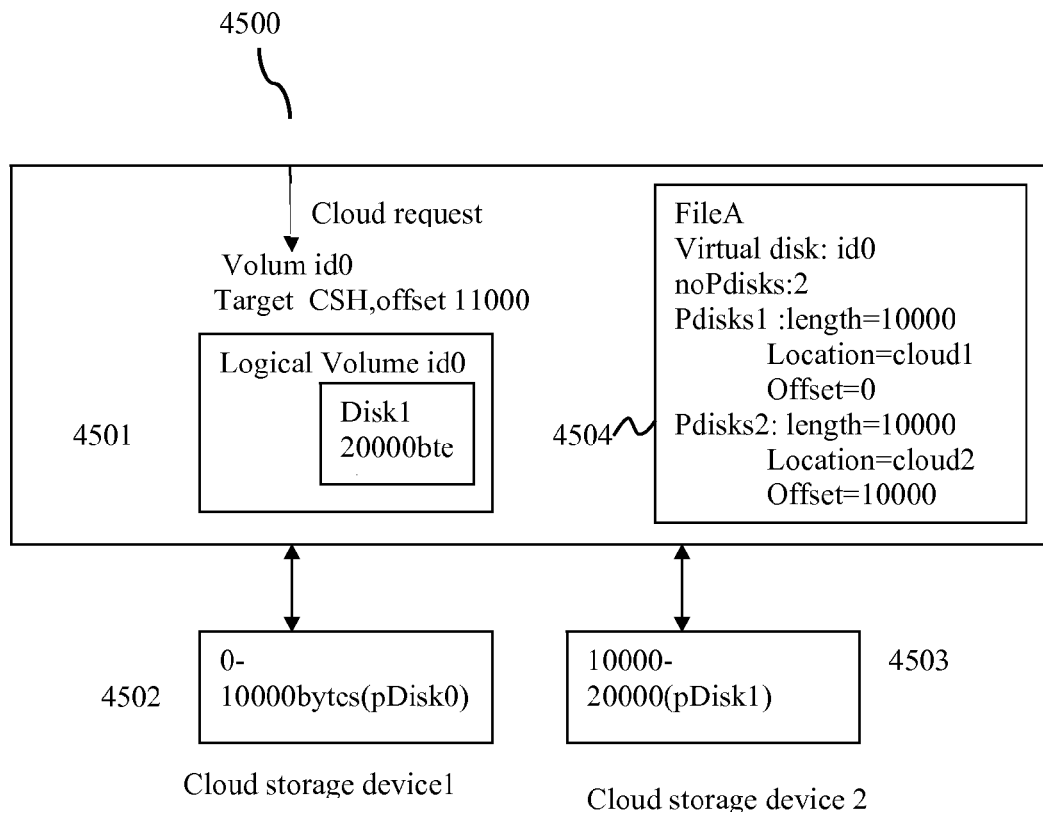 4500
Cloud request
Volum id0
Target CSH,offset 11000
Logical Volume id0
Disk1
20000bte
4501
FileA
Virtual disk: id0
noPdisks:2
Pdisks1 :length=10000
Location=cloud1
Offset=0
Pdisks2: length=10000
Location=cloud2
Offset=10000
4504
0-
10000bytes(pDisk0)
4502
10000-
20000(pDisk1)
4503
Cloud storage device1
Cloud storage device 2